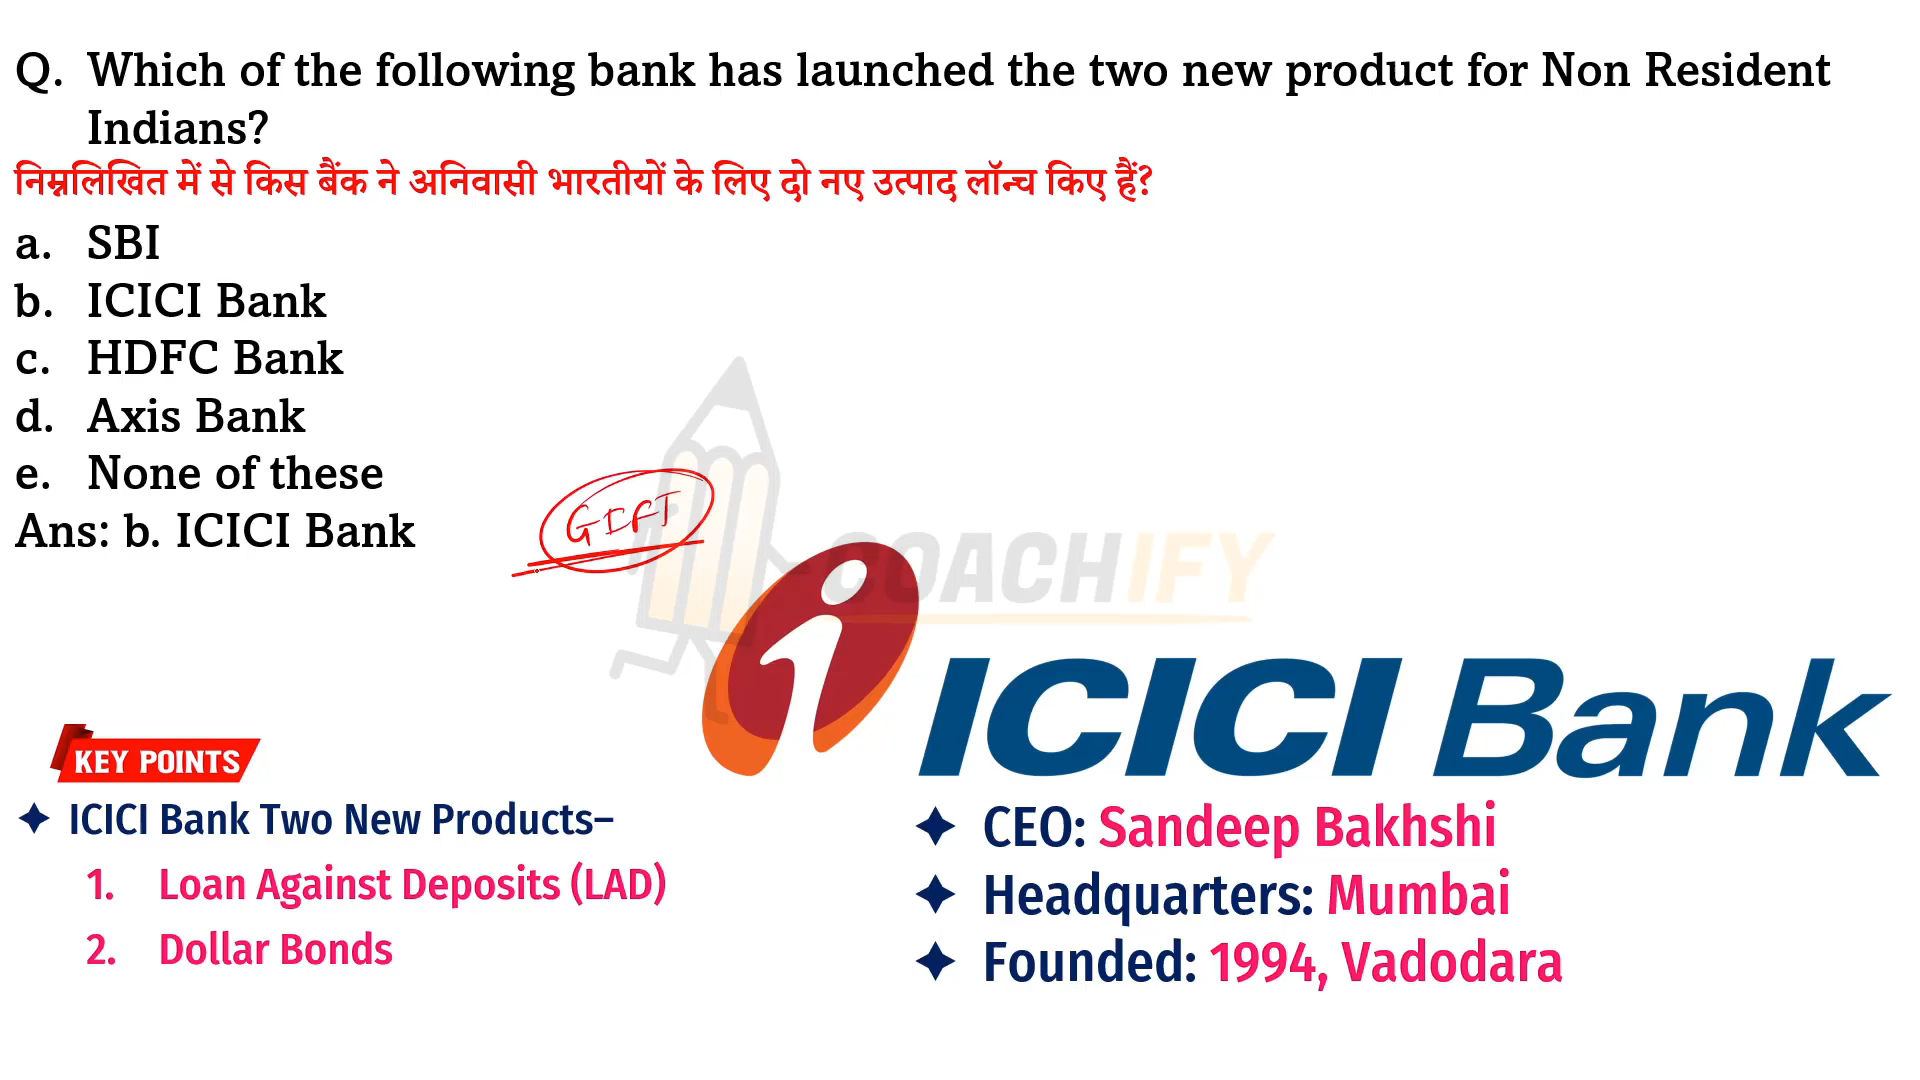 Q. Which of the following bank has launched the two new product for Non Resident
Indians?
निम्नलिखित में से किस बैंक ने अनिवासी भारतीयों के लिए दो नए उत्पाद लॉन्च किए हैं?
a. SBI
b. ICICI Bank
c. HDFC Bank
d. Axis Bank
e. None of these
Ans: b. ICICI Bank
GIFT
COACHIFY
ICICI Bank
KEY POINTS
ICICI Bank Two New Products–
1. Loan Against Deposits (LAD)
2. Dollar Bonds
CEO: Sandeep Bakhshi
Headquarters: Mumbai
Founded: 1994, Vadodara